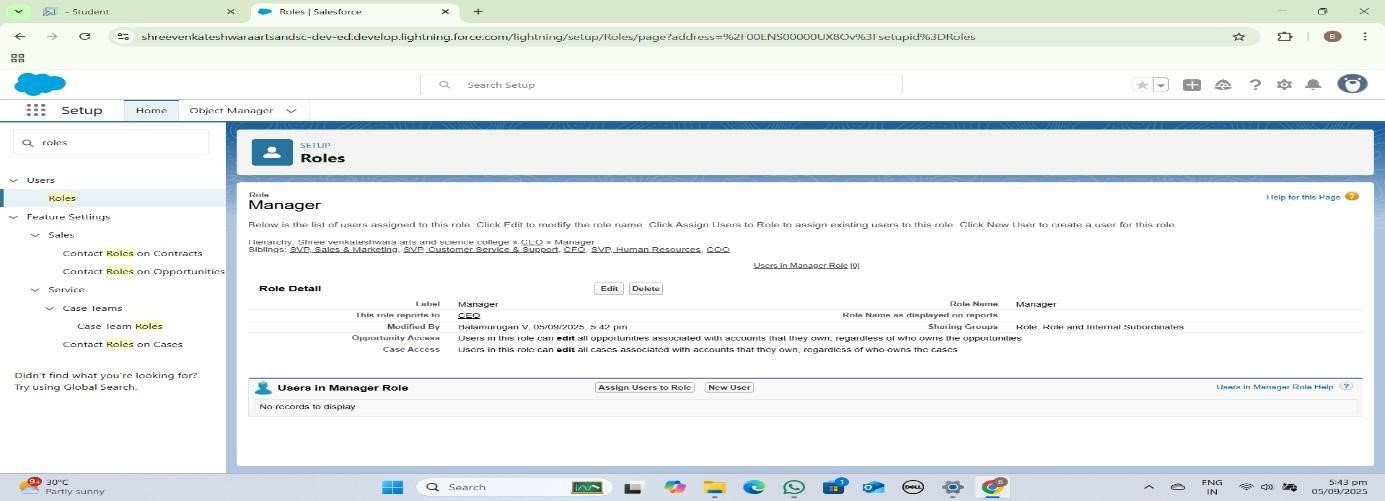 - Student
Roles | Salesforce
shreevenkateshwaraartsandsc-dev-ed.develop.lightning.force.com/lightning/setup/Roles/page?address=%2F00ENS00000UX8Ov%3Fsetupid%3DRoles
B
Search Setup
Setup
Home
Object Manager
roles
Users
Roles
Feature Settings
Sales
Contact Roles on Contracts
Contact Roles on Opportunities
Service
Case Teams
Case Team Roles
Contact Roles on Cases
Didn't find what you're looking for?
Try using Global Search.
SETUP
Roles
Role
Manager
Help for this Page
Below is the list of users assigned to this role. Click Edit to modify the role name. Click Assign Users to Role to assign existing users to this role. Click New User to create a user for this role.
Hierarchy: Shree venkateshwara arts and science college » CEO » Manager
Siblings: SVP, Sales & Marketing, SVP, Customer Service & Support, CFO, SVP, Human Resources, COO
Users in Manager Role [0]
Role Detail Edit Delete
Label Manager Role Name Manager
This role reports to CEO Role Name as displayed on reports
Modified By Balamurugan V, 05/09/2025, 5:42 pm Sharing Groups Role, Role and Internal Subordinates
Opportunity Access Users in this role can edit all opportunities associated with accounts that they own, regardless of who owns the opportunities
Case Access Users in this role can edit all cases associated with accounts that they own, regardless of who owns the cases
Users in Manager Role Assign Users to Role New User Users in Manager Role Help ?
No records to display
9+ 30°C
Partly sunny
Search
1
DELL
B
ENG
IN
5:43 pm
05/09/2025